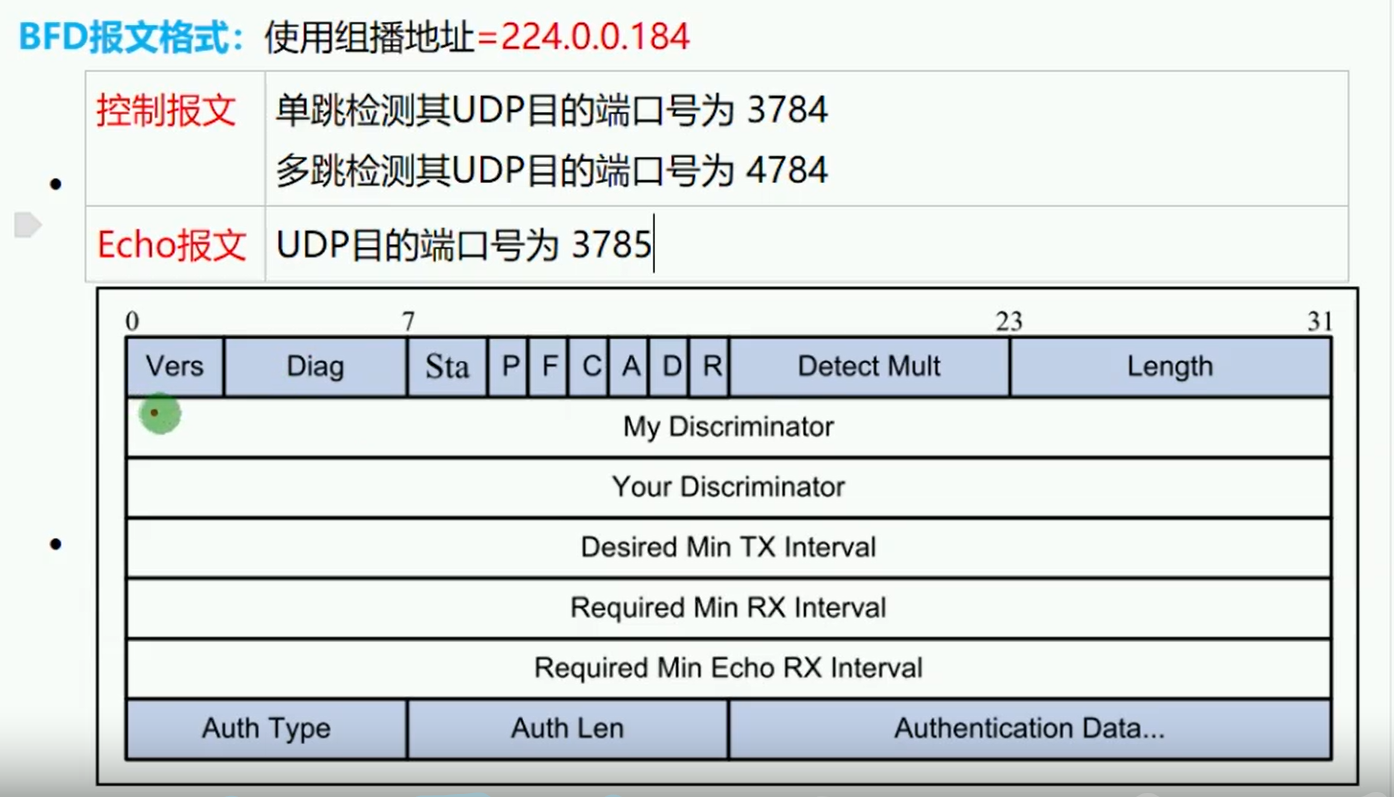 BFD报文格式：使用组播地址=224.0.0.184
控制报文 单跳检测其UDP目的端口号为 3784
多跳检测其UDP目的端口号为 4784
Echo报文 UDP目的端口号为 3785
0 7 23 31
Vers Diag Sta P F C A D R Detect Mult Length
My Discriminator
Your Discriminator
Desired Min TX Interval
Required Min RX Interval
Required Min Echo RX Interval
Auth Type Auth Len Authentication Data...